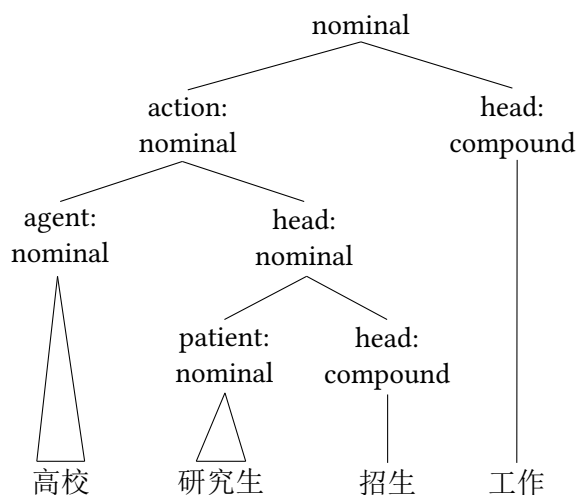 nominal
action:
nominal
head:
compound
agent:
nominal
head:
nominal
patient:
nominal
head:
compound
高校 研究生 招生 工作